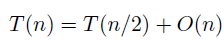 T(n) = T(n/2) + O(n)